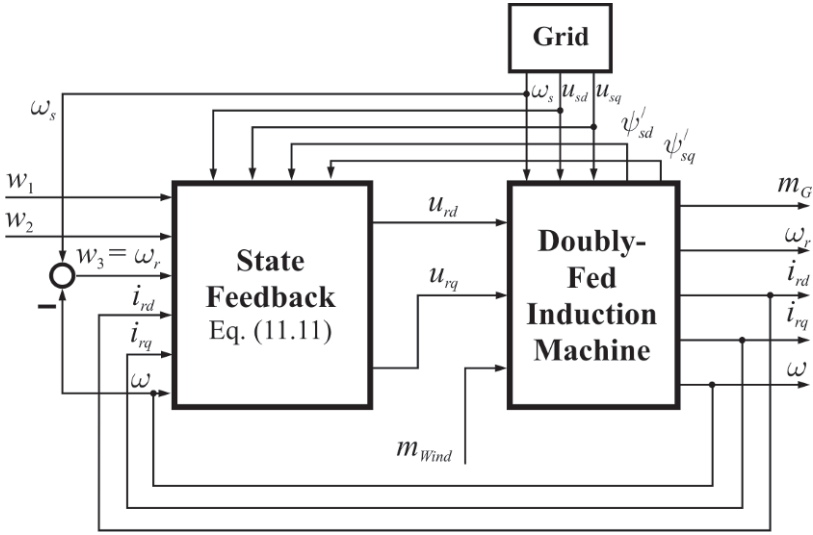 Grid
ω_s u_sd u_sq
ω_s
ψ'_sd
ψ'_sq
w_1
w_2
w_3 = ω_r
i_rd
i_rq
ω
State
Feedback
Eq. (11.11)
u_rd
u_rq
m_Wind
Doubly-
Fed
Induction
Machine
m_G
ω_r
i_rd
i_rq
ω